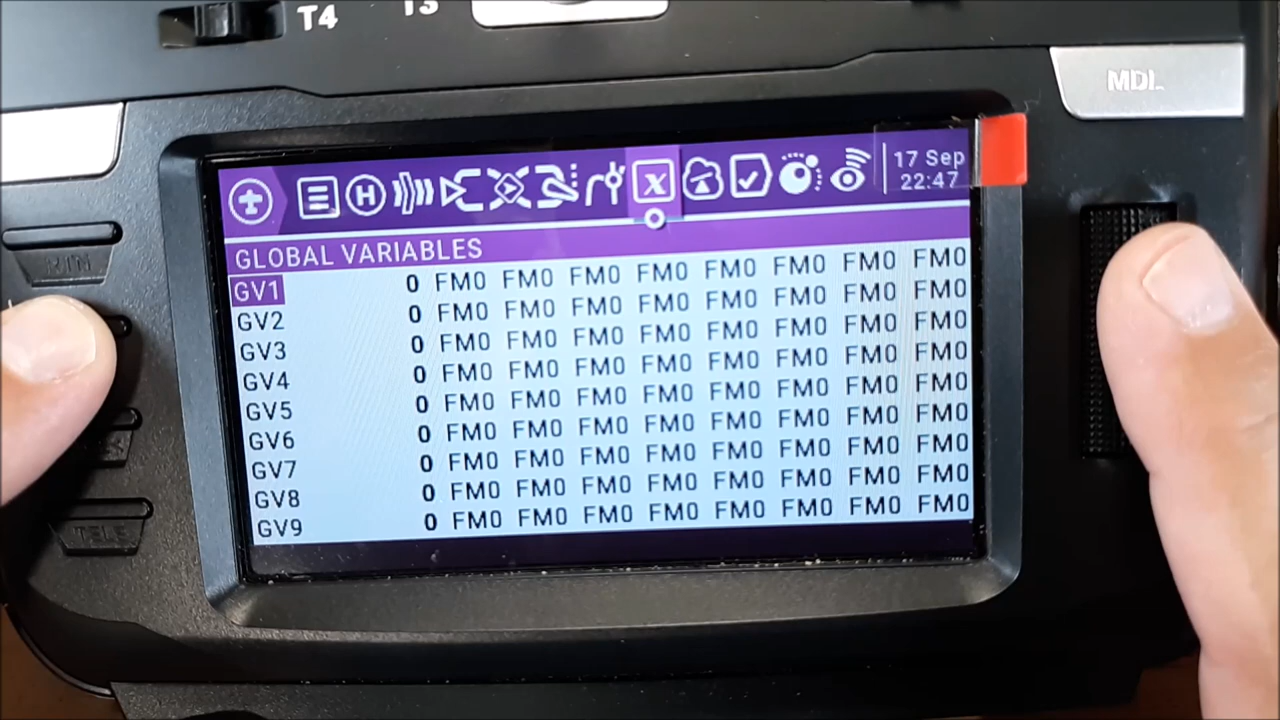 T4 T3
MDL
17 Sep
22:47
GLOBAL VARIABLES
GV1 0 FM0 FM0 FM0 FM0 FM0 FM0 FM0 FM0
GV2 0 FM0 FM0 FM0 FM0 FM0 FM0 FM0 FM0
GV3 0 FM0 FM0 FM0 FM0 FM0 FM0 FM0 FM0
GV4 0 FM0 FM0 FM0 FM0 FM0 FM0 FM0 FM0
GV5 0 FM0 FM0 FM0 FM0 FM0 FM0 FM0 FM0
GV6 0 FM0 FM0 FM0 FM0 FM0 FM0 FM0 FM0
GV7 0 FM0 FM0 FM0 FM0 FM0 FM0 FM0 FM0
GV8 0 FM0 FM0 FM0 FM0 FM0 FM0 FM0 FM0
GV9 0 FM0 FM0 FM0 FM0 FM0 FM0 FM0 FM0
RTN
TELE